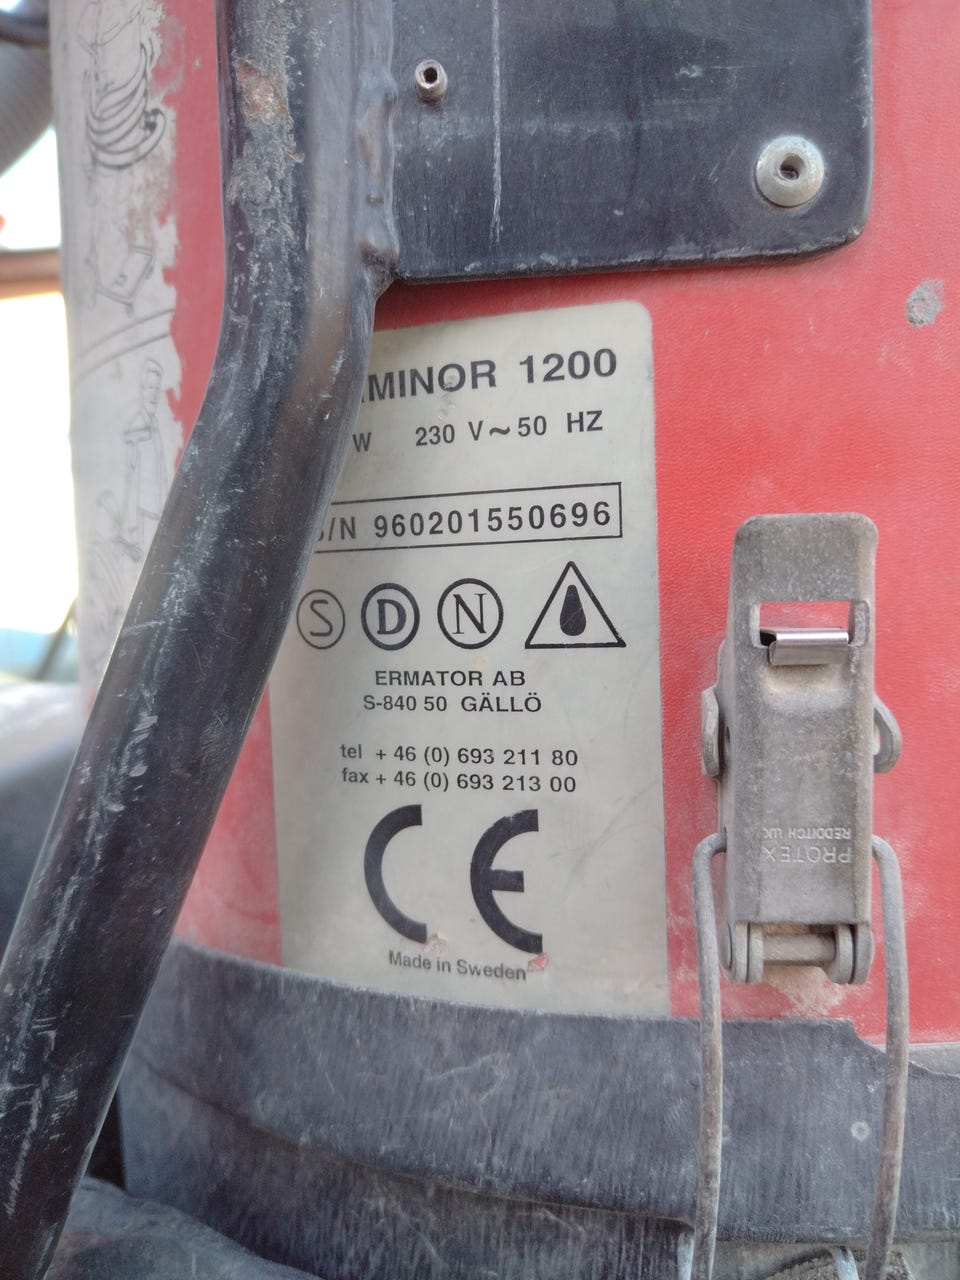 MINOR 1200
W 230 V~50 HZ
S/N 960201550696
S D N
ERMATOR AB
S-840 50 GÄLLÖ
tel + 46 (0) 693 211 80
fax + 46 (0) 693 213 00
CE
Made in Sweden
PROTEX
REDDITCH UK